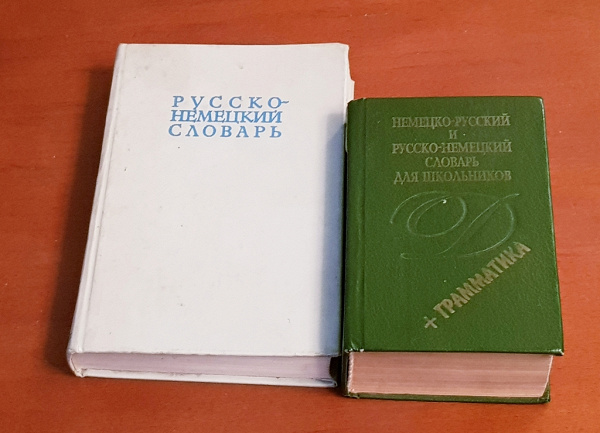 РУССКО-
НЕМЕЦКИЙ
СЛОВАРЬ
НЕМЕЦКО-РУССКИЙ
И
РУССКО-НЕМЕЦКИЙ
СЛОВАРЬ
ДЛЯ ШКОЛЬНИКОВ
+ ГРАММАТИКА